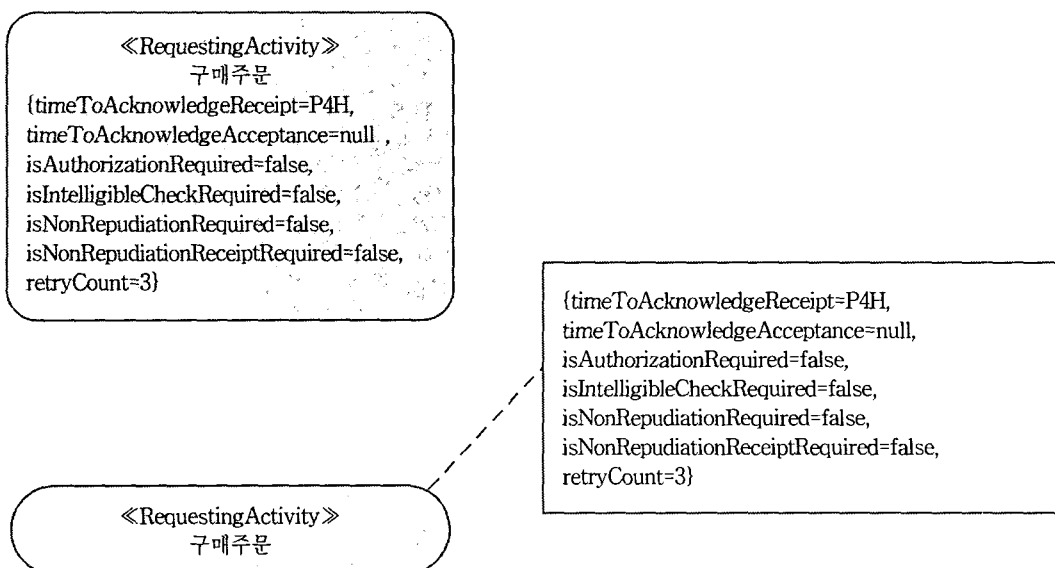 ≪RequestingActivity≫
구매주문
{timeToAcknowledgeReceipt=P4H,
timeToAcknowledgeAcceptance=null ,
isAuthorizationRequired=false,
isIntelligibleCheckRequired=false,
isNonRepudiationRequired=false,
isNonRepudiationReceiptRequired=false,
retryCount=3}
{timeToAcknowledgeReceipt=P4H,
timeToAcknowledgeAcceptance=null,
isAuthorizationRequired=false,
isIntelligibleCheckRequired=false,
isNonRepudiationRequired=false,
isNonRepudiationReceiptRequired=false,
retryCount=3}
≪RequestingActivity≫
구매주문